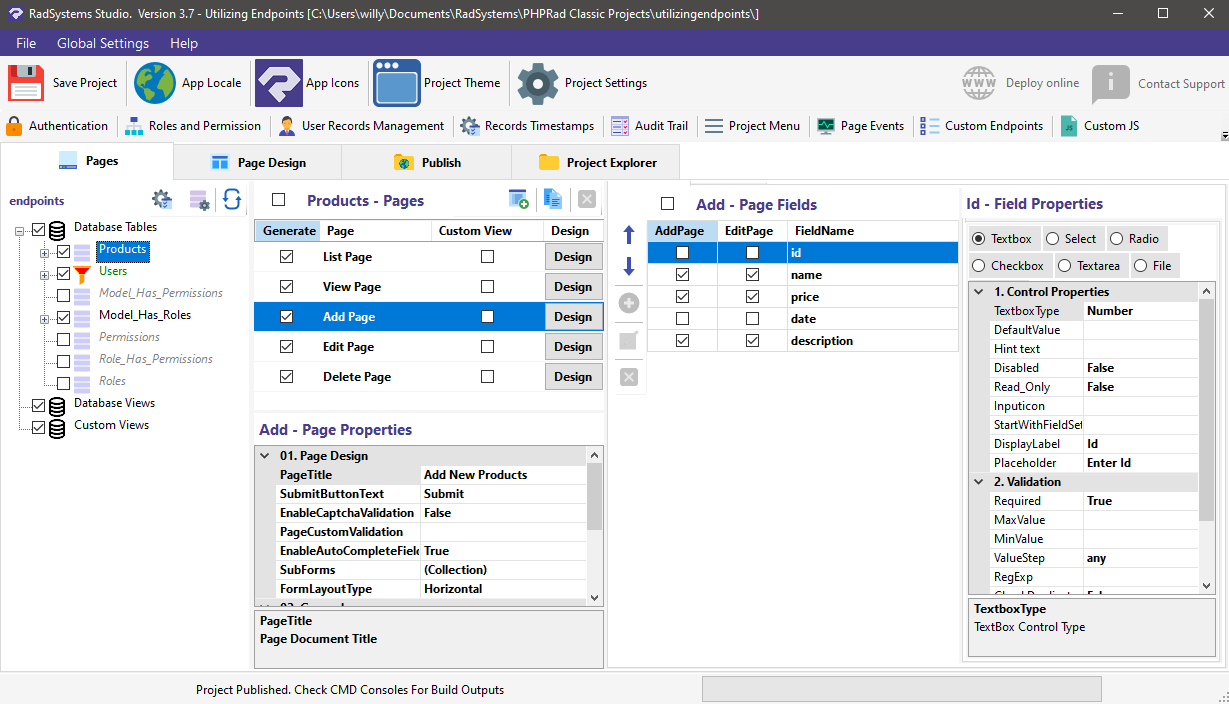 RadSystems Studio.  Version 3.7 - Utilizing Endpoints [C:\Users\willy\Documents\RadSystems\PHPRad Classic Projects\utilizingendpoints\]
File Global Settings Help
Save Project App Locale App Icons Project Theme Project Settings WWW Deploy online Contact Support
Authentication Roles and Permission User Records Management Records Timestamps Audit Trail Project Menu Page Events Custom Endpoints Custom JS
Pages Page Design Publish Project Explorer
endpoints
Database Tables
Products
Users
Model_Has_Permissions
Model_Has_Roles
Permissions
Role_Has_Permissions
Roles
Database Views
Custom Views
Products - Pages
Generate Page Custom View Design
List Page Design
View Page Design
Add Page Design
Edit Page Design
Delete Page Design
Add - Page Properties
01. Page Design
PageTitle Add New Products
SubmitButtonText Submit
EnableCaptchaValidation False
PageCustomValidation
EnableAutoCompleteField True
SubForms (Collection)
FormLayoutType Horizontal
PageTitle
Page Document Title
Add - Page Fields
AddPage EditPage FieldName
id
name
price
date
description
Id - Field Properties
Textbox Select Radio
Checkbox Textarea File
1. Control Properties
TextboxType Number
DefaultValue
Hint text
Disabled False
Read_Only False
Inputicon
StartWithFieldSet
DisplayLabel Id
Placeholder Enter Id
2. Validation
Required True
MaxValue
MinValue
ValueStep any
RegExp
TextboxType
TextBox Control Type
Project Published. Check CMD Consoles For Build Outputs